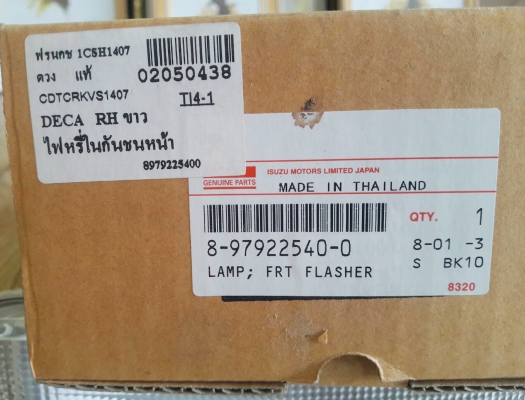 ฟรนกช 1CSH1407
ดวง แท้
02050438
CDTCRKVS1407
TI4-1
DECA RH ขาว
ไฟหรี่ในกันชนหน้า
8979225400
GENUINE PARTS
ISUZU MOTORS LIMITED JAPAN
MADE IN THAILAND
QTY. 1
8-97922540-0
8-01 -3
LAMP; FRT FLASHER
S BK10
8320